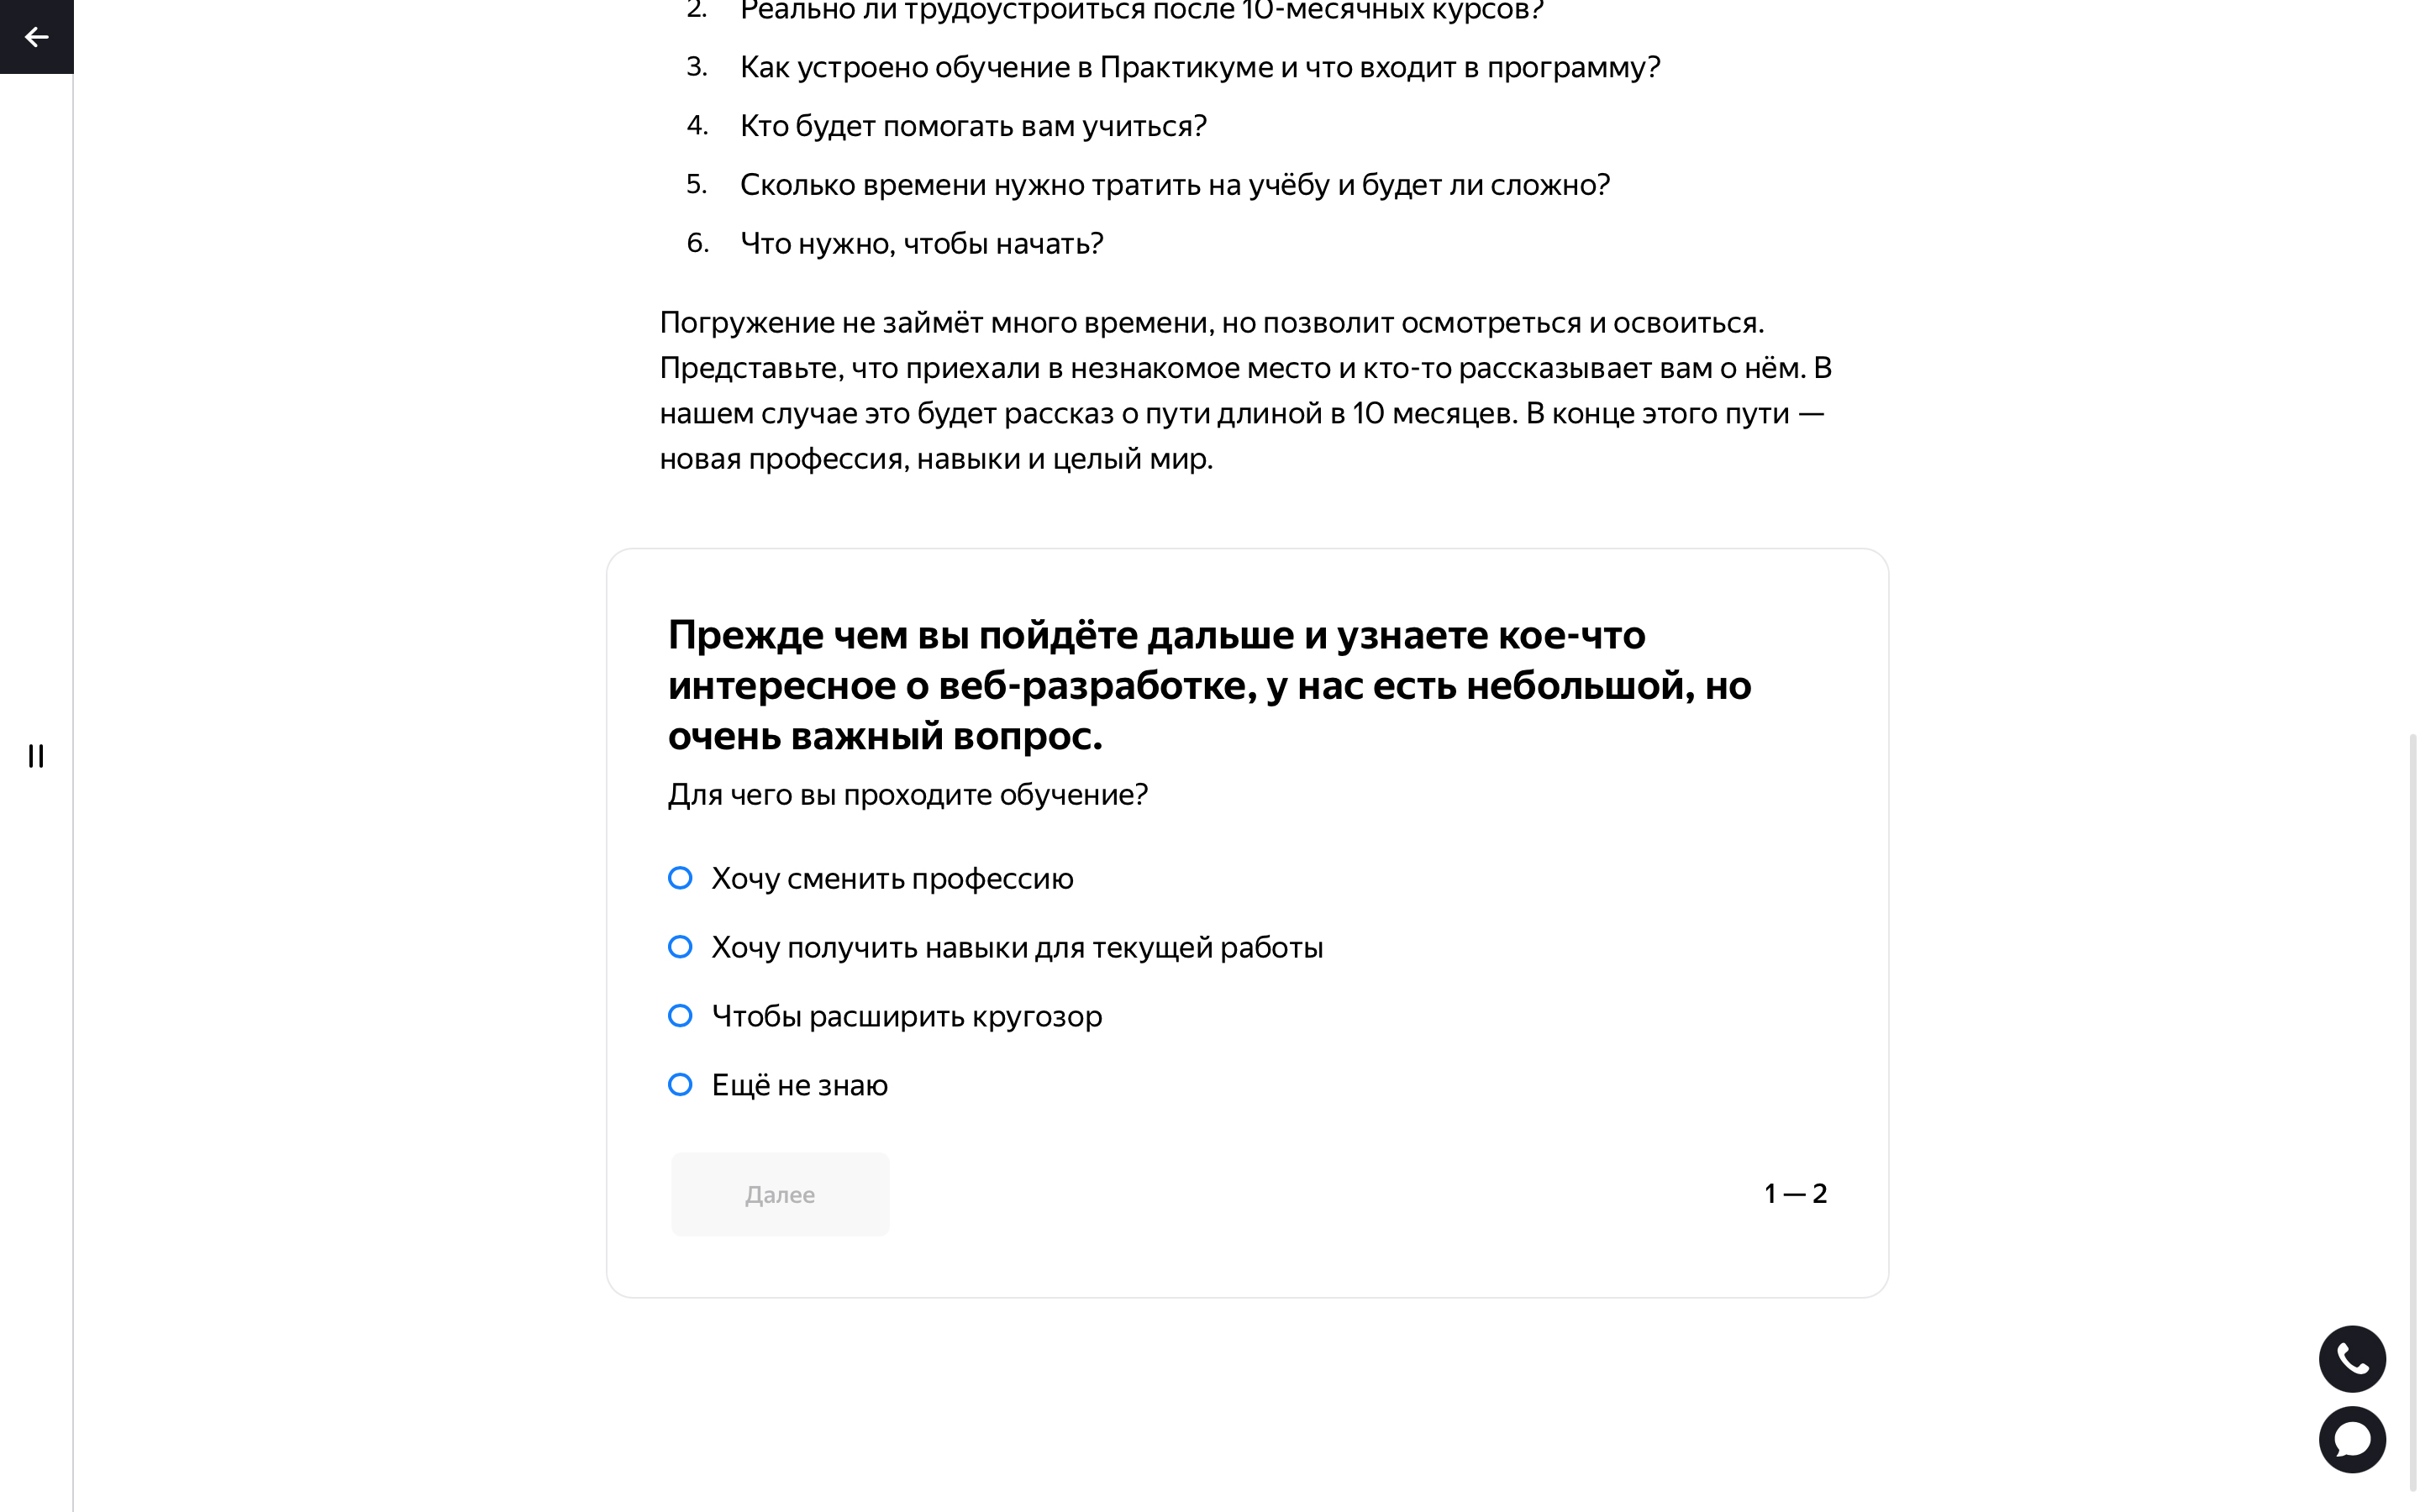 2. Реально ли трудоустроиться после 10-месячных курсов?
3. Как устроено обучение в Практикуме и что входит в программу?
4. Кто будет помогать вам учиться?
5. Сколько времени нужно тратить на учёбу и будет ли сложно?
6. Что нужно, чтобы начать?
Погружение не займёт много времени, но позволит осмотреться и освоиться.
Представьте, что приехали в незнакомое место и кто-то рассказывает вам о нём. В
нашем случае это будет рассказ о пути длиной в 10 месяцев. В конце этого пути —
новая профессия, навыки и целый мир.
Прежде чем вы пойдёте дальше и узнаете кое-что
интересное о веб-разработке, у нас есть небольшой, но
очень важный вопрос.
Для чего вы проходите обучение?
Хочу сменить профессию
Хочу получить навыки для текущей работы
Чтобы расширить кругозор
Ещё не знаю
Далее
1 — 2